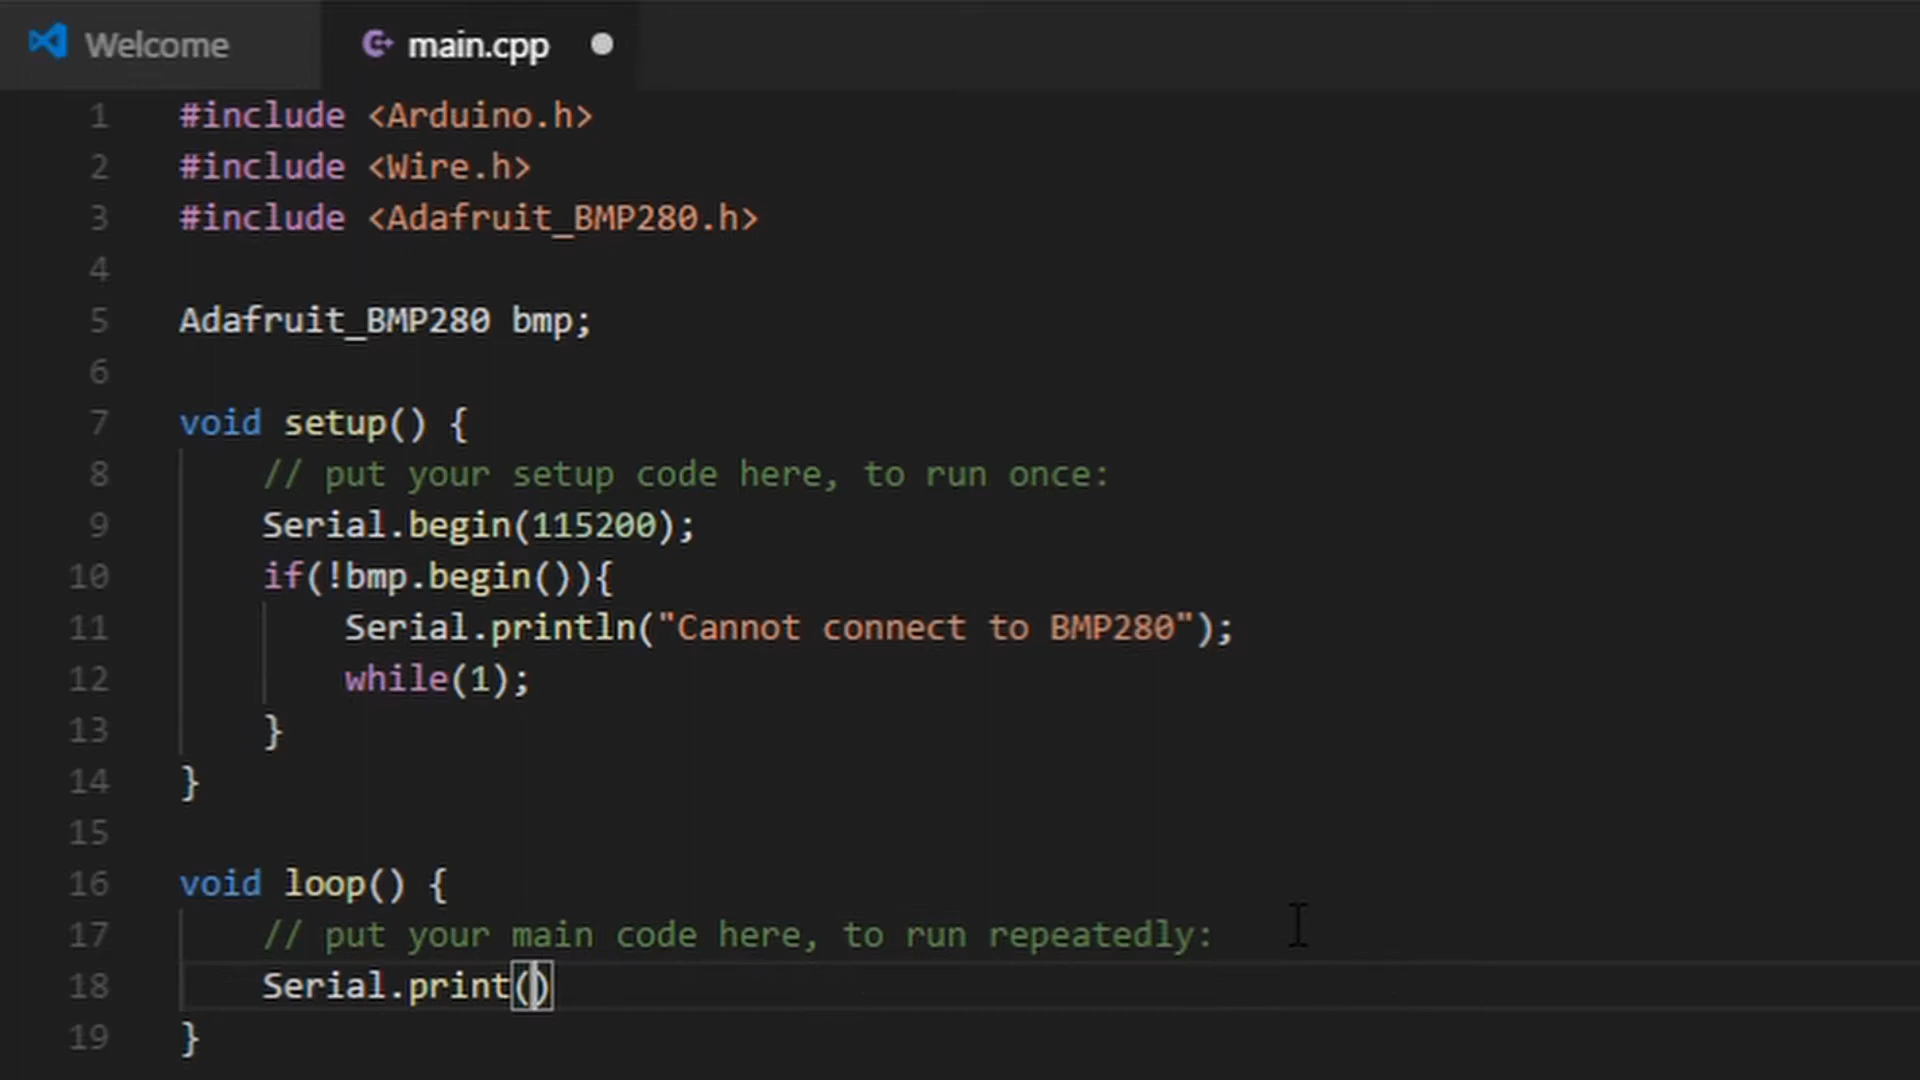 Welcome
main.cpp
1 #include <Arduino.h>
2 #include <Wire.h>
3 #include <Adafruit_BMP280.h>
4
5 Adafruit_BMP280 bmp;
6
7 void setup() {
8 // put your setup code here, to run once:
9 Serial.begin(115200);
10 if(!bmp.begin()){
11 Serial.println("Cannot connect to BMP280");
12 while(1);
13 }
14 }
15
16 void loop() {
17 // put your main code here, to run repeatedly:
18 Serial.print()
19 }